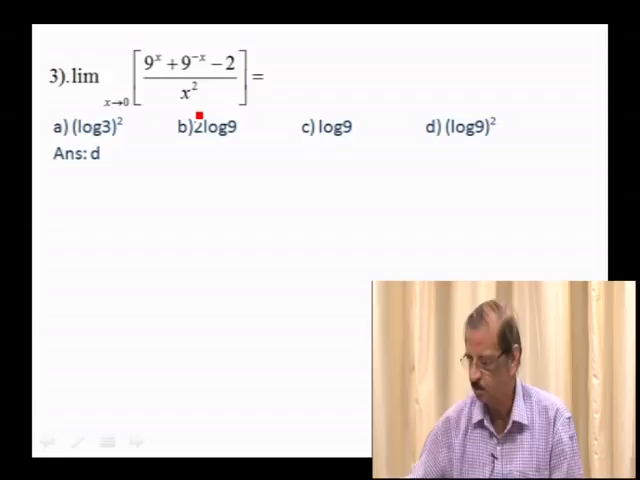 3). lim x→0 [ (9^x + 9^−x − 2) / x^2 ] =
a) (log3)^2 b)2log9 c) log9 d) (log9)^2
Ans: d